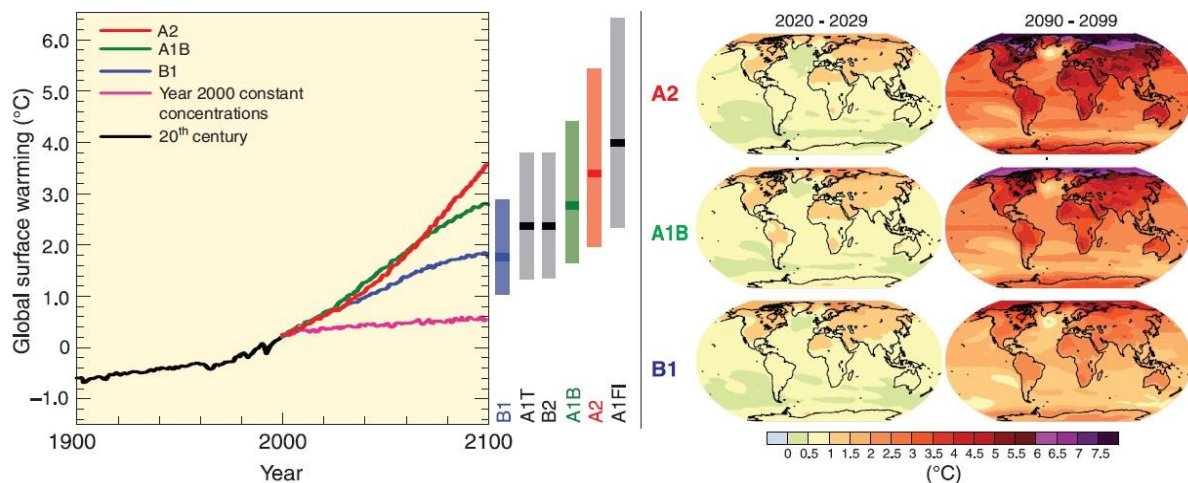 6.0
5.0
4.0
3.0
2.0
1.0
0
–1.0
Global surface warming (°C)
A2
A1B
B1
Year 2000 constant
concentrations
20th century
1900
2000
2100
Year
B1
A1T
B2
A1B
A2
A1FI
2020 - 2029
2090 - 2099
A2
A1B
B1
0 0.5 1 1.5 2 2.5 3 3.5 4 4.5 5 5.5 6 6.5 7 7.5
(°C)